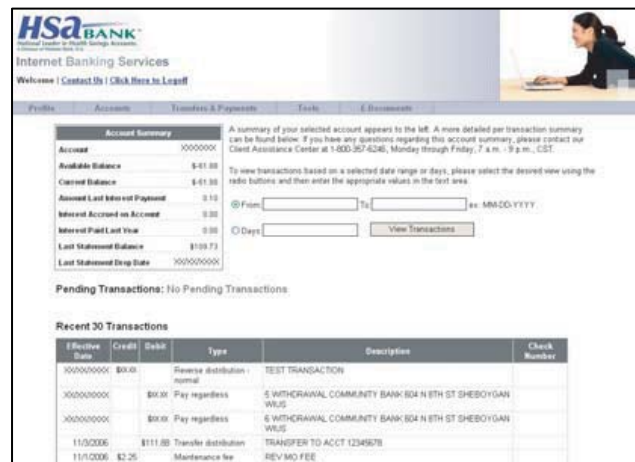 HSA BANK
National Leader in Health Savings Accounts
Internet Banking Services
Welcome | Contact Us | Click Here to Logoff
Profile Accounts Transfers & Payments Tools E-Documents
Account Summary
Account XXXXXXX
Available Balance
Current Balance
Amount Last Interest Payment 0.10
Interest Accrued on Account 0.00
Interest Paid Last Year 0.00
Last Statement Balance $109.73
Last Statement Drop Date XX/XX/XXXX
A summary of your selected account appears to the left. A more detailed per transaction summary
can be found below. If you have any questions regarding this account summary, please contact our
Client Assistance Center at 1-800-357-6246, Monday through Friday, 7 a.m. - 9 p.m., CST.
To view transactions based on a selected date range or days, please select the desired view using the
radio buttons and then enter the appropriate values in the text area.
From: To: ex. MM-DD-YYYY
Days: View Transactions
Pending Transactions: No Pending Transactions
Recent 30 Transactions
Effective Date Credit Debit Type Description Check Number
XX/XX/XXXX $XX.XX Reverse distribution - normal TEST TRANSACTION
XX/XX/XXXX $XX.XX Pay regardless 5 WITHDRAWAL COMMUNITY BANK 604 N 8TH ST SHEBOYGAN
WIUS
XX/XX/XXXX $XX.XX Pay regardless 6 WITHDRAWAL COMMUNITY BANK 604 N 8TH ST SHEBOYGAN
WIUS
11/3/2006 $111.88 Transfer distribution TRANSFER TO ACCT 12345678
11/1/2006 $2.25 Maintenance fee REV MO FEE